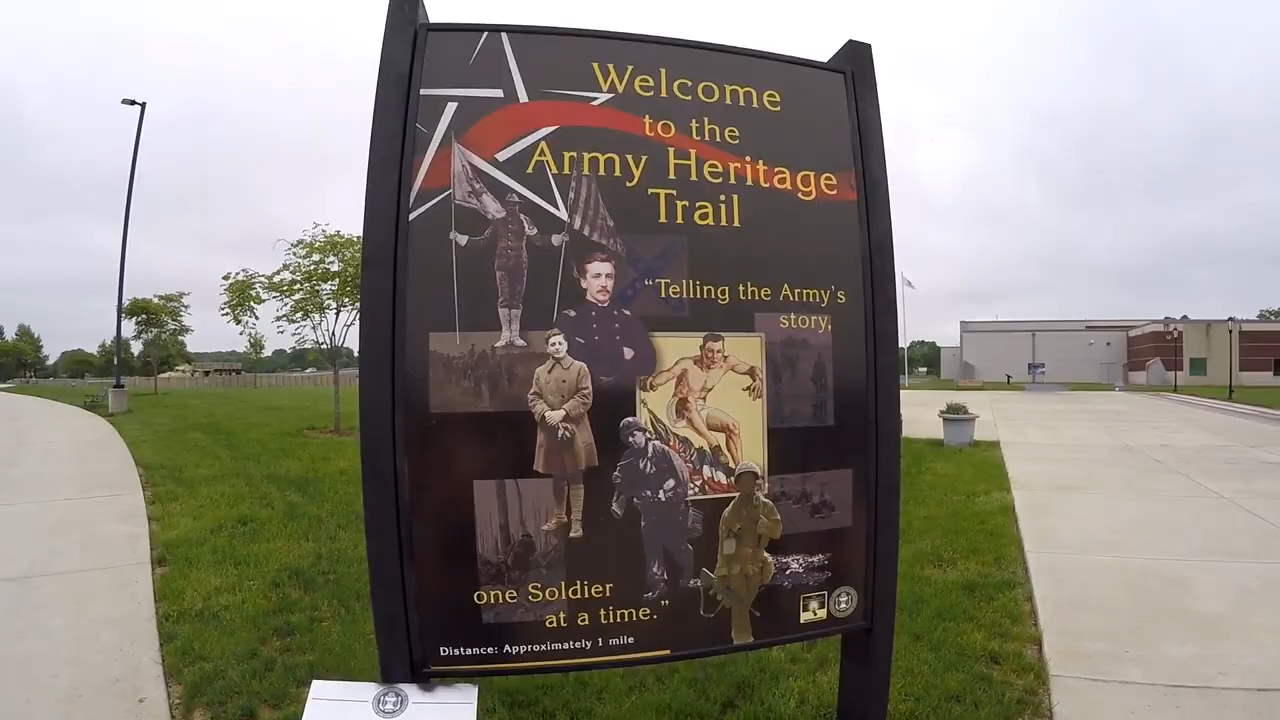 Welcome
to the
Army Heritage
Trail
“Telling the Army's
story,
one Soldier
at a time.”
Distance: Approximately 1 mile